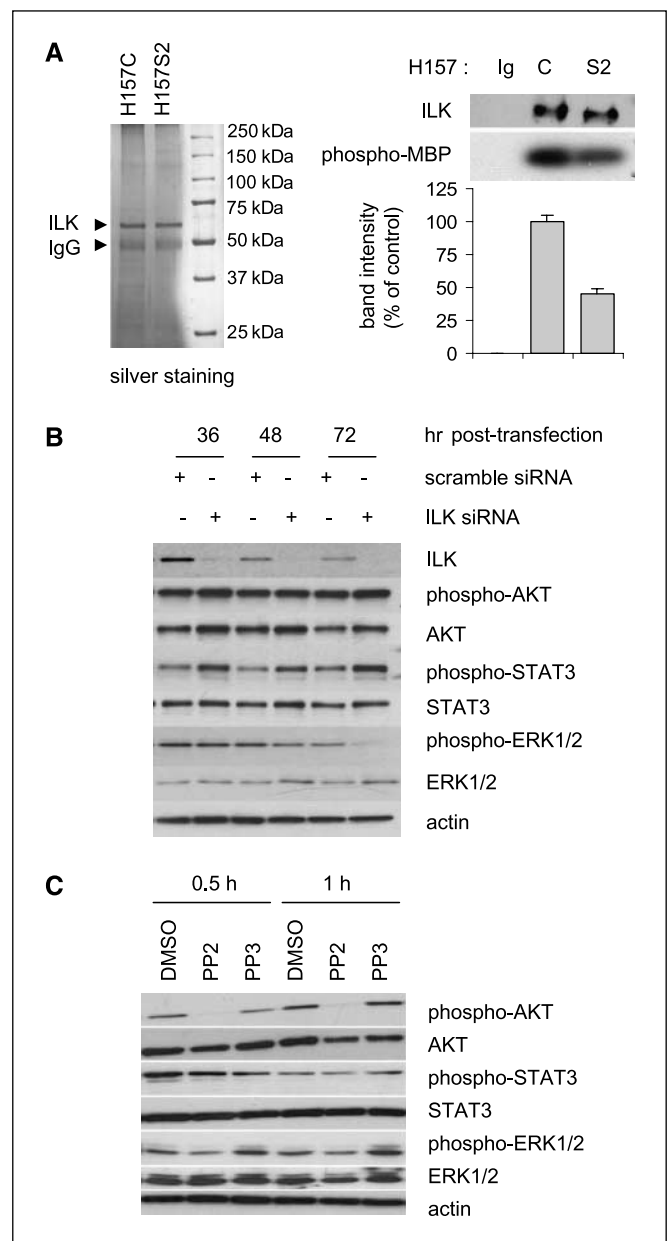 A
H157C
H157S2
250 kDa
150 kDa
100 kDa
75 kDa
50 kDa
37 kDa
25 kDa
ILK
IgG
silver staining
H157 : Ig C S2
ILK
phospho-MBP
band intensity
(% of control)
125
100
75
50
25
0
B
36 48 72 hr post-transfection
+ - + - + - scramble siRNA
- + - + - + ILK siRNA
ILK
phospho-AKT
AKT
phospho-STAT3
STAT3
phospho-ERK1/2
ERK1/2
actin
C
0.5 h 1 h
DMSO PP2 PP3 DMSO PP2 PP3
phospho-AKT
AKT
phospho-STAT3
STAT3
phospho-ERK1/2
ERK1/2
actin